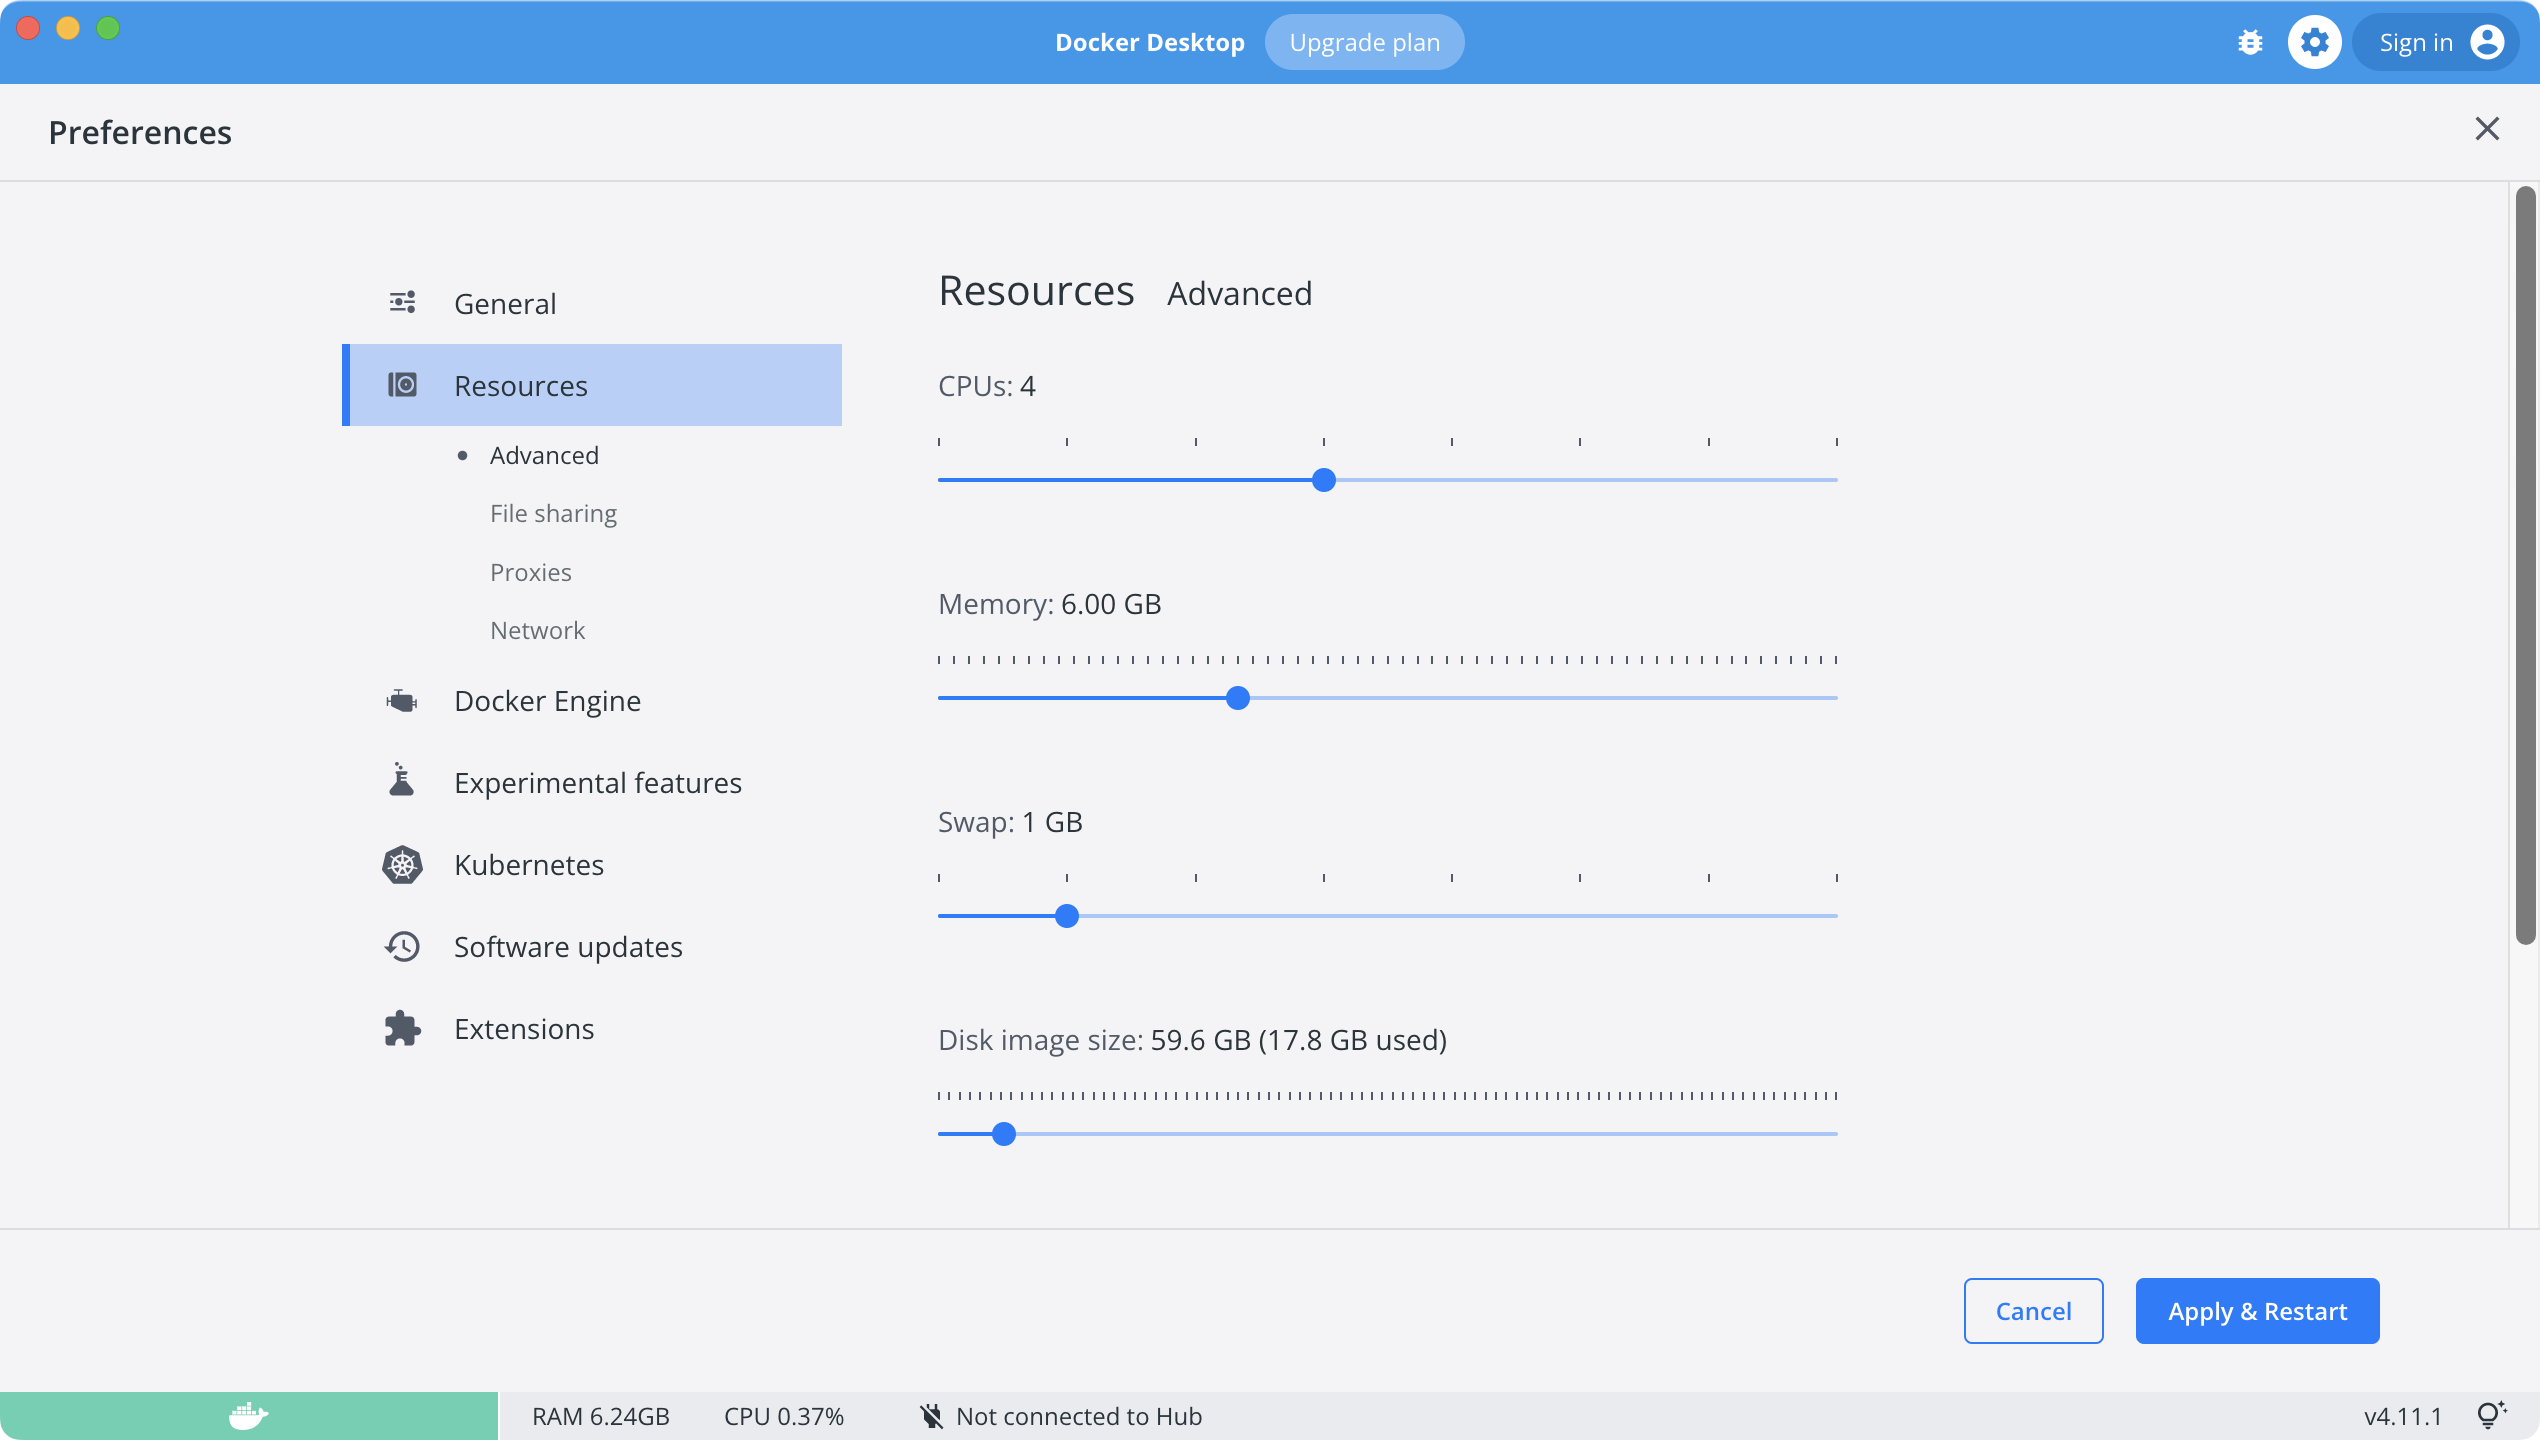 Docker Desktop
Upgrade plan
Sign in
Preferences
General
Resources
Advanced
File sharing
Proxies
Network
Docker Engine
Experimental features
Kubernetes
Software updates
Extensions
Resources Advanced
CPUs: 4
Memory: 6.00 GB
Swap: 1 GB
Disk image size: 59.6 GB (17.8 GB used)
Cancel
Apply & Restart
RAM 6.24GB
CPU 0.37%
Not connected to Hub
v4.11.1